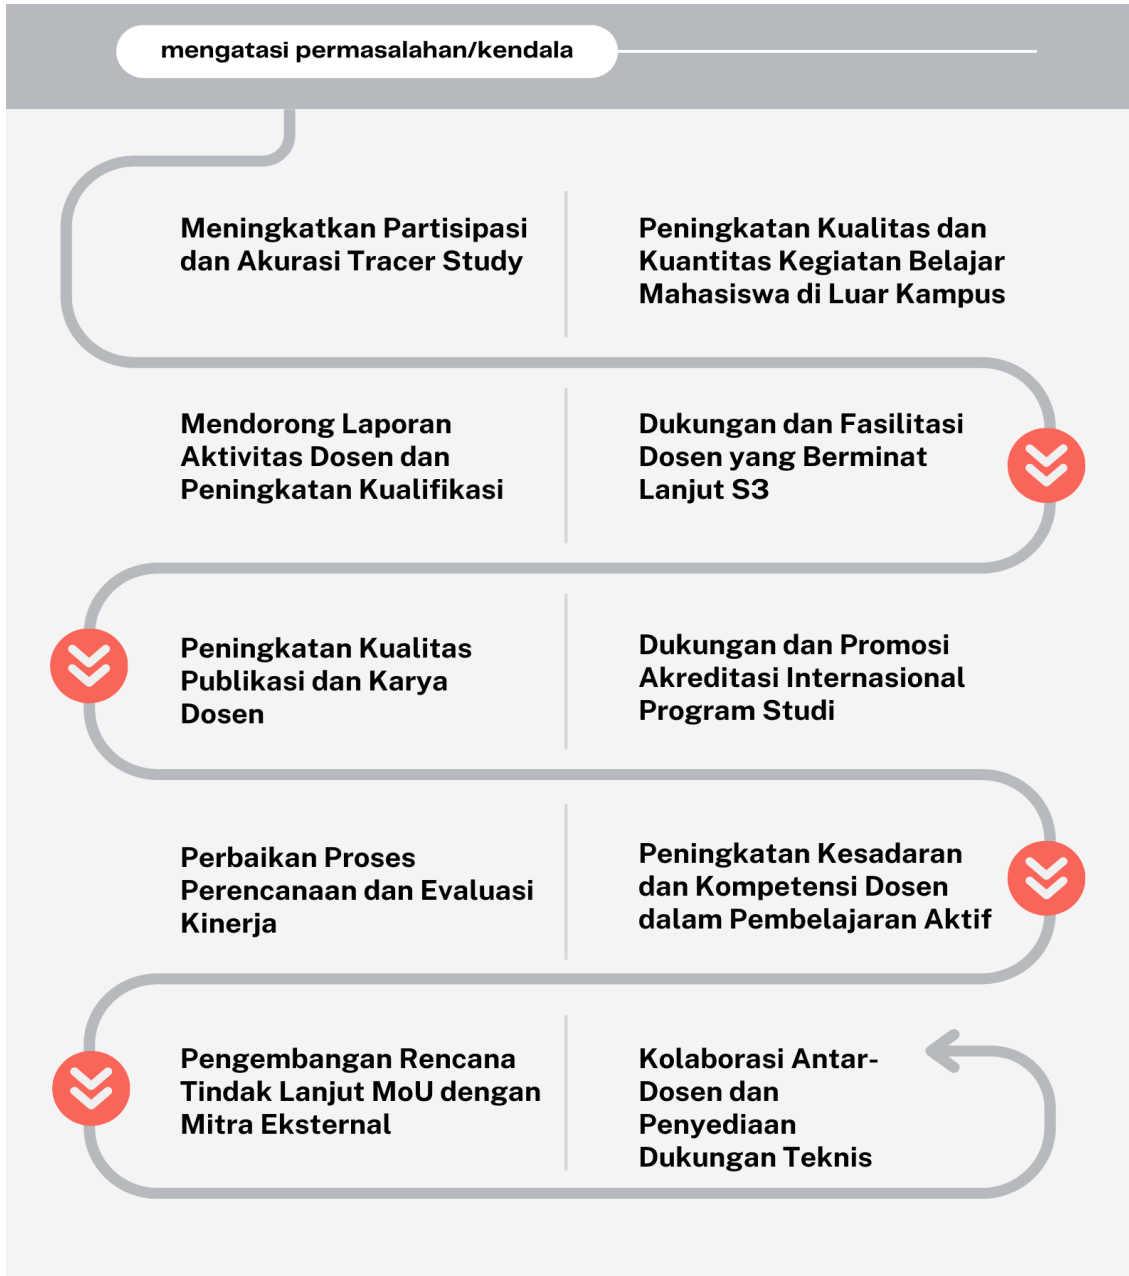 mengatasi permasalahan/kendala
Meningkatkan Partisipasi
dan Akurasi Tracer Study
Peningkatan Kualitas dan
Kuantitas Kegiatan Belajar
Mahasiswa di Luar Kampus
Mendorong Laporan
Aktivitas Dosen dan
Peningkatan Kualifikasi
Dukungan dan Fasilitasi
Dosen yang Berminat
Lanjut S3
Peningkatan Kualitas
Publikasi dan Karya
Dosen
Dukungan dan Promosi
Akreditasi Internasional
Program Studi
Perbaikan Proses
Perencanaan dan Evaluasi
Kinerja
Peningkatan Kesadaran
dan Kompetensi Dosen
dalam Pembelajaran Aktif
Pengembangan Rencana
Tindak Lanjut MoU dengan
Mitra Eksternal
Kolaborasi Antar-
Dosen dan
Penyediaan
Dukungan Teknis